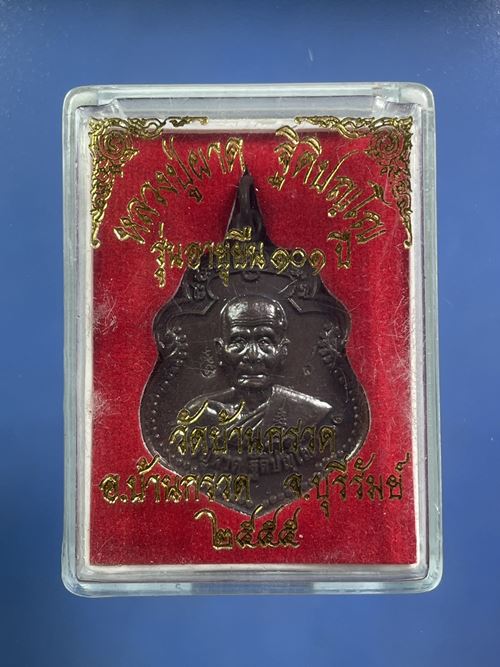 หลวงปู่ผาด ฐิติปญฺโญ
รุ่นอายุยืน ๑๐๑ ปี
วัดบ้านกรวด
อ.บ้านกรวด จ.บุรีรัมย์
๒๕๕๕